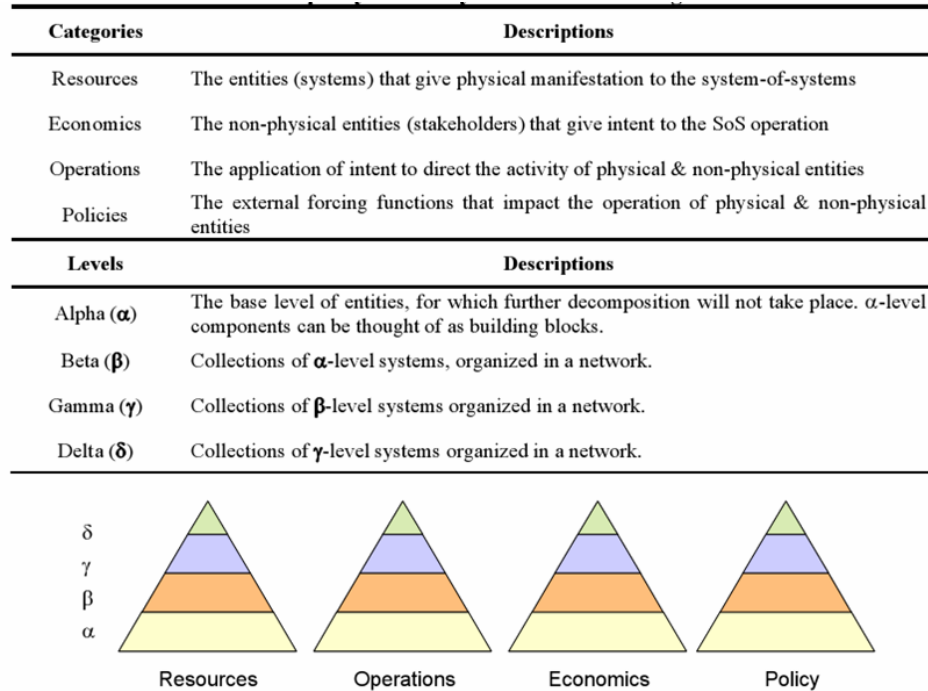 Categories Descriptions
Resources The entities (systems) that give physical manifestation to the system-of-systems
Economics The non-physical entities (stakeholders) that give intent to the SoS operation
Operations The application of intent to direct the activity of physical & non-physical entities
Policies The external forcing functions that impact the operation of physical & non-physical
entities
Levels Descriptions
Alpha (α) The base level of entities, for which further decomposition will not take place. α-level
components can be thought of as building blocks.
Beta (β) Collections of α-level systems, organized in a network.
Gamma (γ) Collections of β-level systems organized in a network.
Delta (δ) Collections of γ-level systems organized in a network.
δ
γ
β
α
Resources Operations Economics Policy